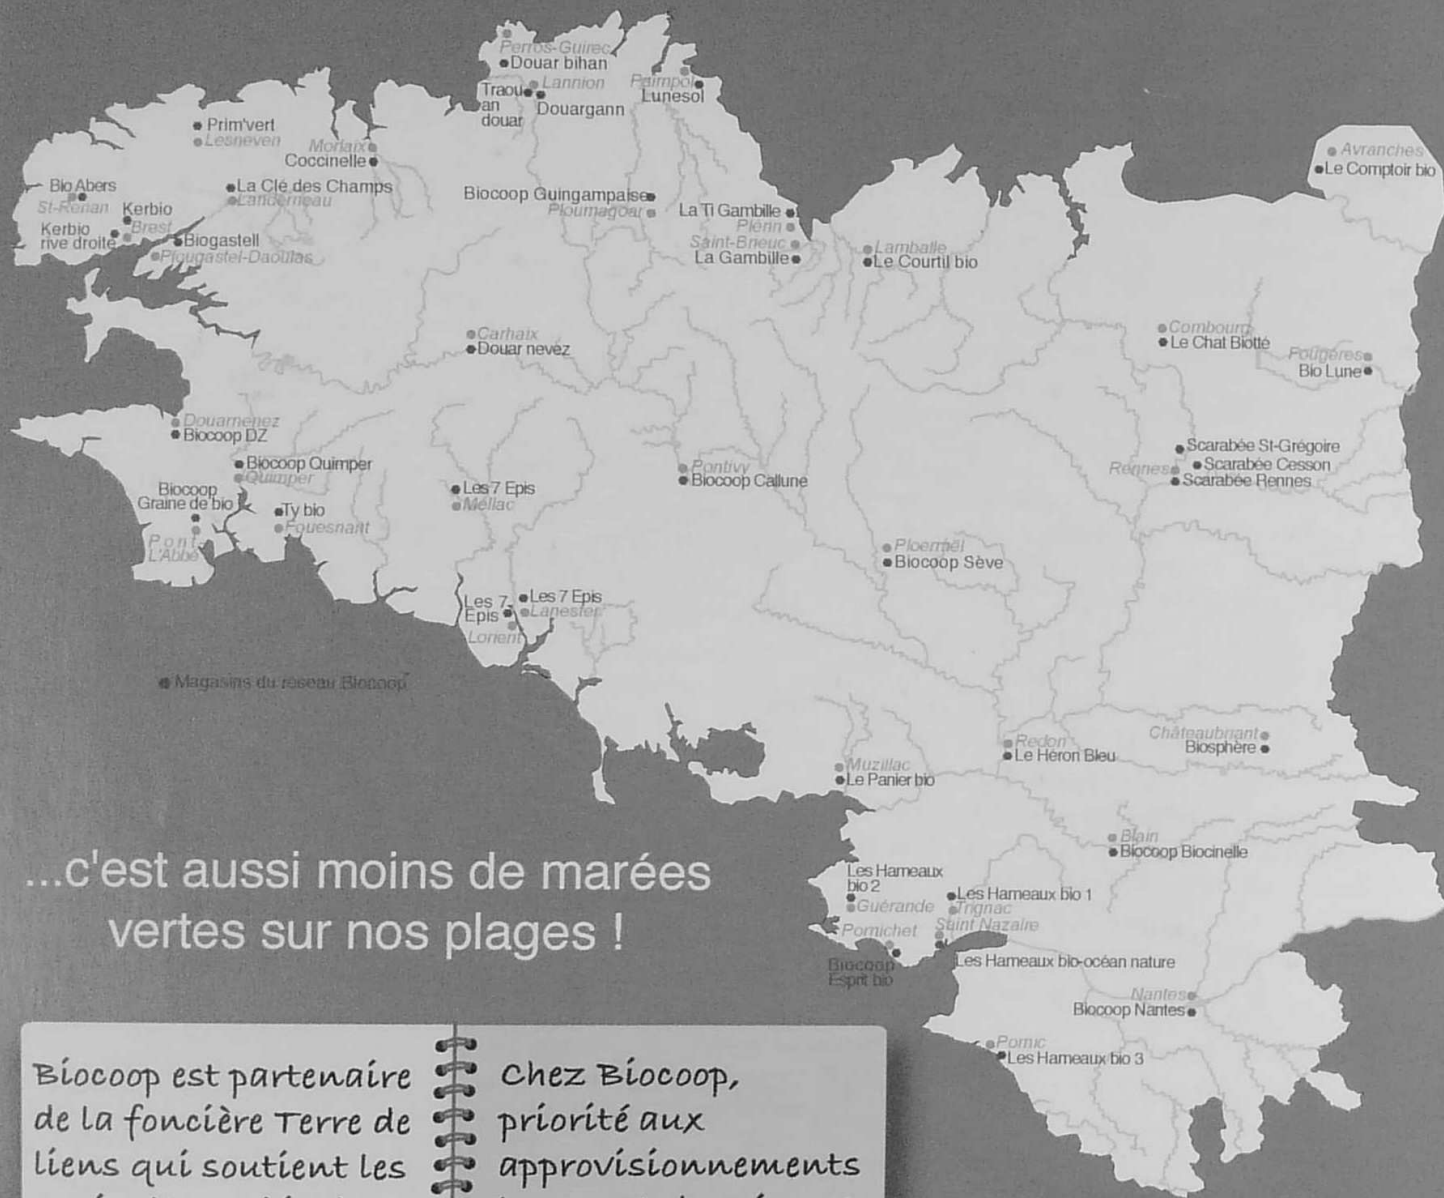 Perros-Guirec
Douar bihan
Lannion
Traou
an
douar
Douargann
Paimpol
Lunesol
Prim'vert
Lesneven
Morlaix
Coccinelle
Avranches
Le Comptoir bio
Bio Abers
St-Renan
La Clé des Champs
Landerneau
Kerbio
Brest
Kerbio
rive droite
Biogastell
Plougastel-Daoulas
Biocoop Guingampaise
Ploumagoar
La Ti Gambille
Plérin
Saint-Brieuc
La Gambille
Lamballe
Le Courtil bio
Carhaix
Douar nevez
Combourg
Le Chat Biotté
Fougères
Bio Lune
Douarnenez
Biocoop DZ
Biocoop Quimper
Quimper
Biocoop
Graine de bio
Pont
L'Abbé
Ty bio
Fouesnant
Les 7 Epis
Mellac
Pontivy
Biocoop Callune
Scarabée St-Grégoire
Rennes
Scarabée Cesson
Scarabée Rennes
Ploermël
Biocoop Sève
Les 7
Epis
Lorient
Les 7 Epis
Lanester
Magasins du réseau Biocoop
Redon
Le Héron Bleu
Châteaubriant
Biosphère
Muzillac
Le Panier bio
Blain
Biocoop Biocinelle
...c'est aussi moins de marées
vertes sur nos plages !
Les Hameaux
bio 2
Guérande
Les Hameaux bio 1
Trignac
Saint Nazaire
Pornichet
Biocoop
Esprit bio
Les Hameaux bio-océan nature
Nantes
Biocoop Nantes
Pornic
Les Hameaux bio 3
Biocoop est partenaire
de la foncière Terre de
liens qui soutient les
Chez Biocoop,
priorité aux
approvisionnements